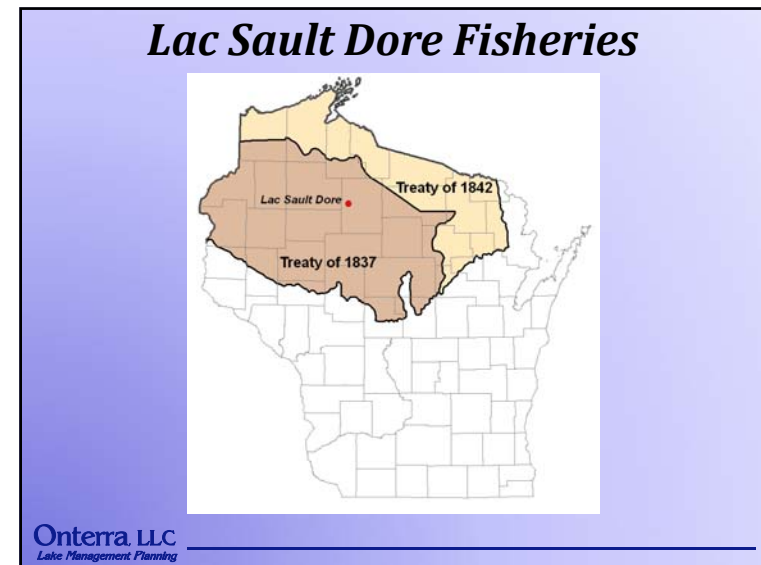 Lac Sault Dore Fisheries
Treaty of 1842
Lac Sault Dore
Treaty of 1837
Onterra LLC
Lake Management Planning